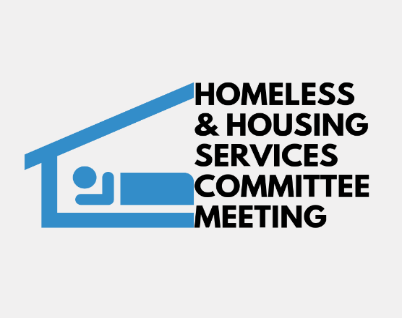 HOMELESS
& HOUSING
SERVICES
COMMITTEE
MEETING